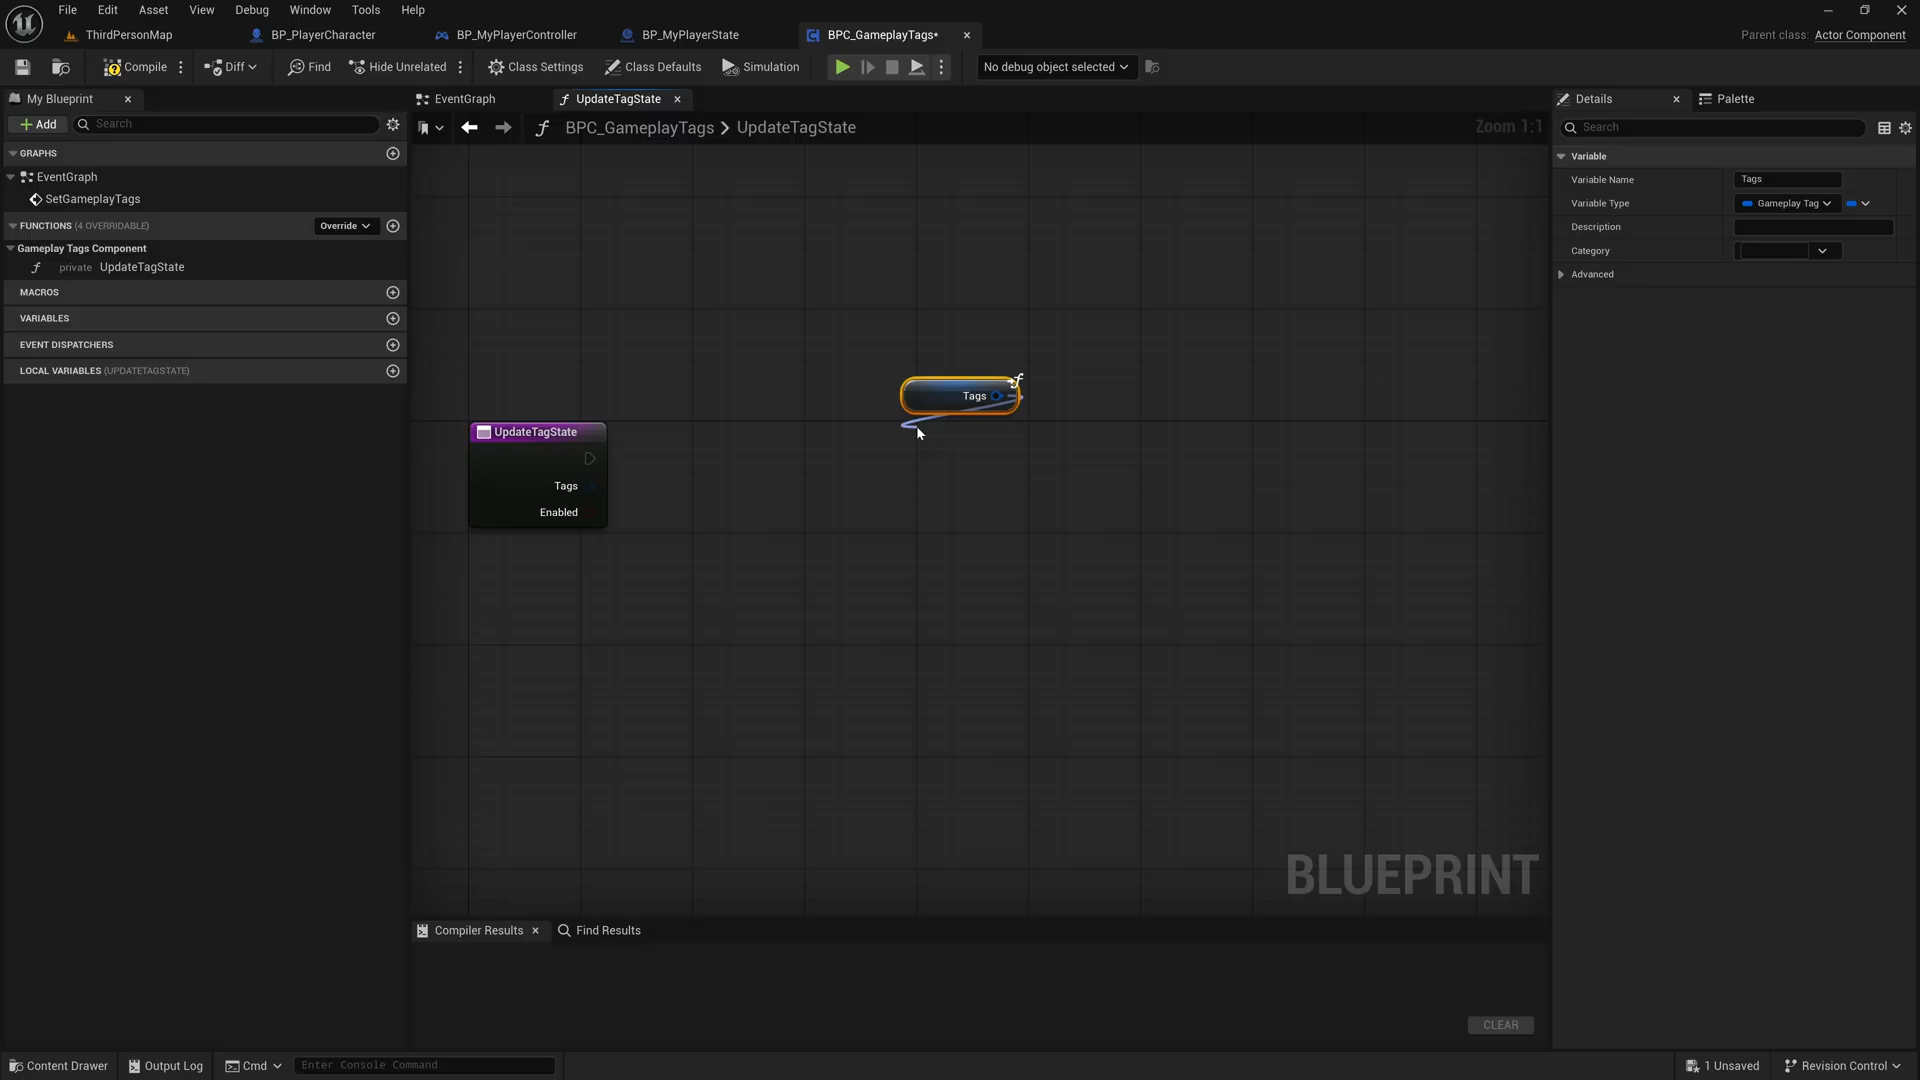 File Edit Asset View Debug Window Tools Help
ThirdPersonMap BP_PlayerCharacter BP_MyPlayerController BP_MyPlayerState BPC_GameplayTags*
Parent class: Actor Component
Compile Diff Find Hide Unrelated Class Settings Class Defaults Simulation No debug object selected
My Blueprint
Add Search
GRAPHS
EventGraph
SetGameplayTags
FUNCTIONS (4 OVERRIDABLE) Override
Gameplay Tags Component
private UpdateTagState
MACROS
VARIABLES
EVENT DISPATCHERS
LOCAL VARIABLES (UPDATETAGSTATE)
EventGraph UpdateTagState
BPC_GameplayTags > UpdateTagState Zoom 1:1
Tags
UpdateTagState
Tags
Enabled
BLUEPRINT
Compiler Results Find Results
CLEAR
Details Palette
Search
Variable
Variable Name Tags
Variable Type Gameplay Tag
Description
Category
Advanced
Content Drawer Output Log Cmd Enter Console Command 1 Unsaved Revision Control